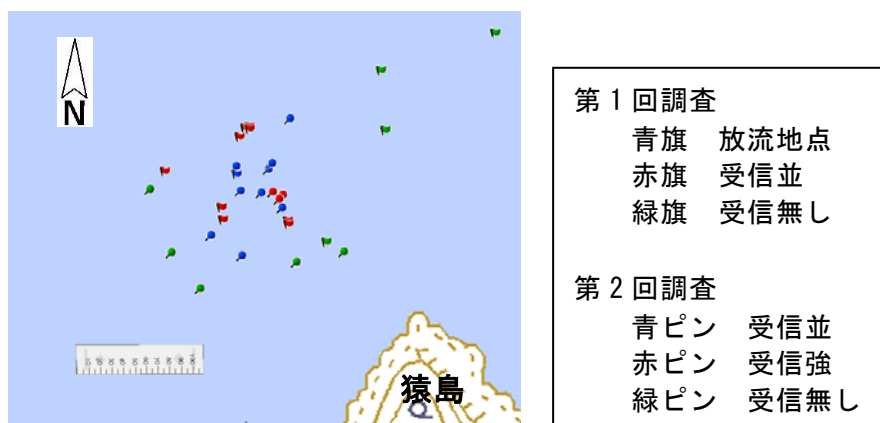 N
猿島
第1回調査
青旗 放流地点
赤旗 受信並
緑旗 受信無し
第2回調査
青ピン 受信並
赤ピン 受信強
緑ピン 受信無し